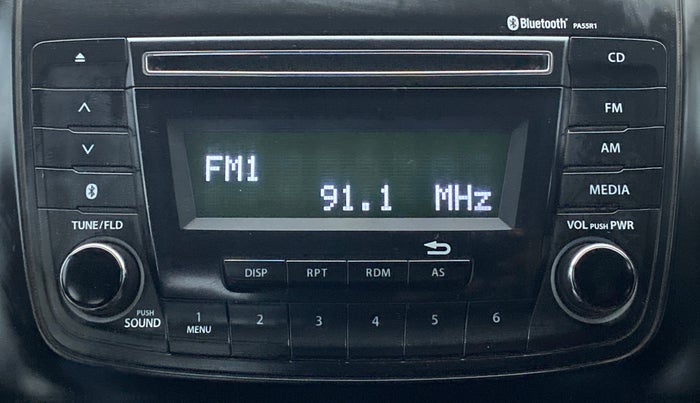 Bluetooth® PA5SR1
CD
FM
FM1
AM
91.1 MHz
MEDIA
TUNE/FLD
VOL PUSH PWR
DISP RPT RDM AS
PUSH
SOUND
1 2 3 4 5 6
MENU